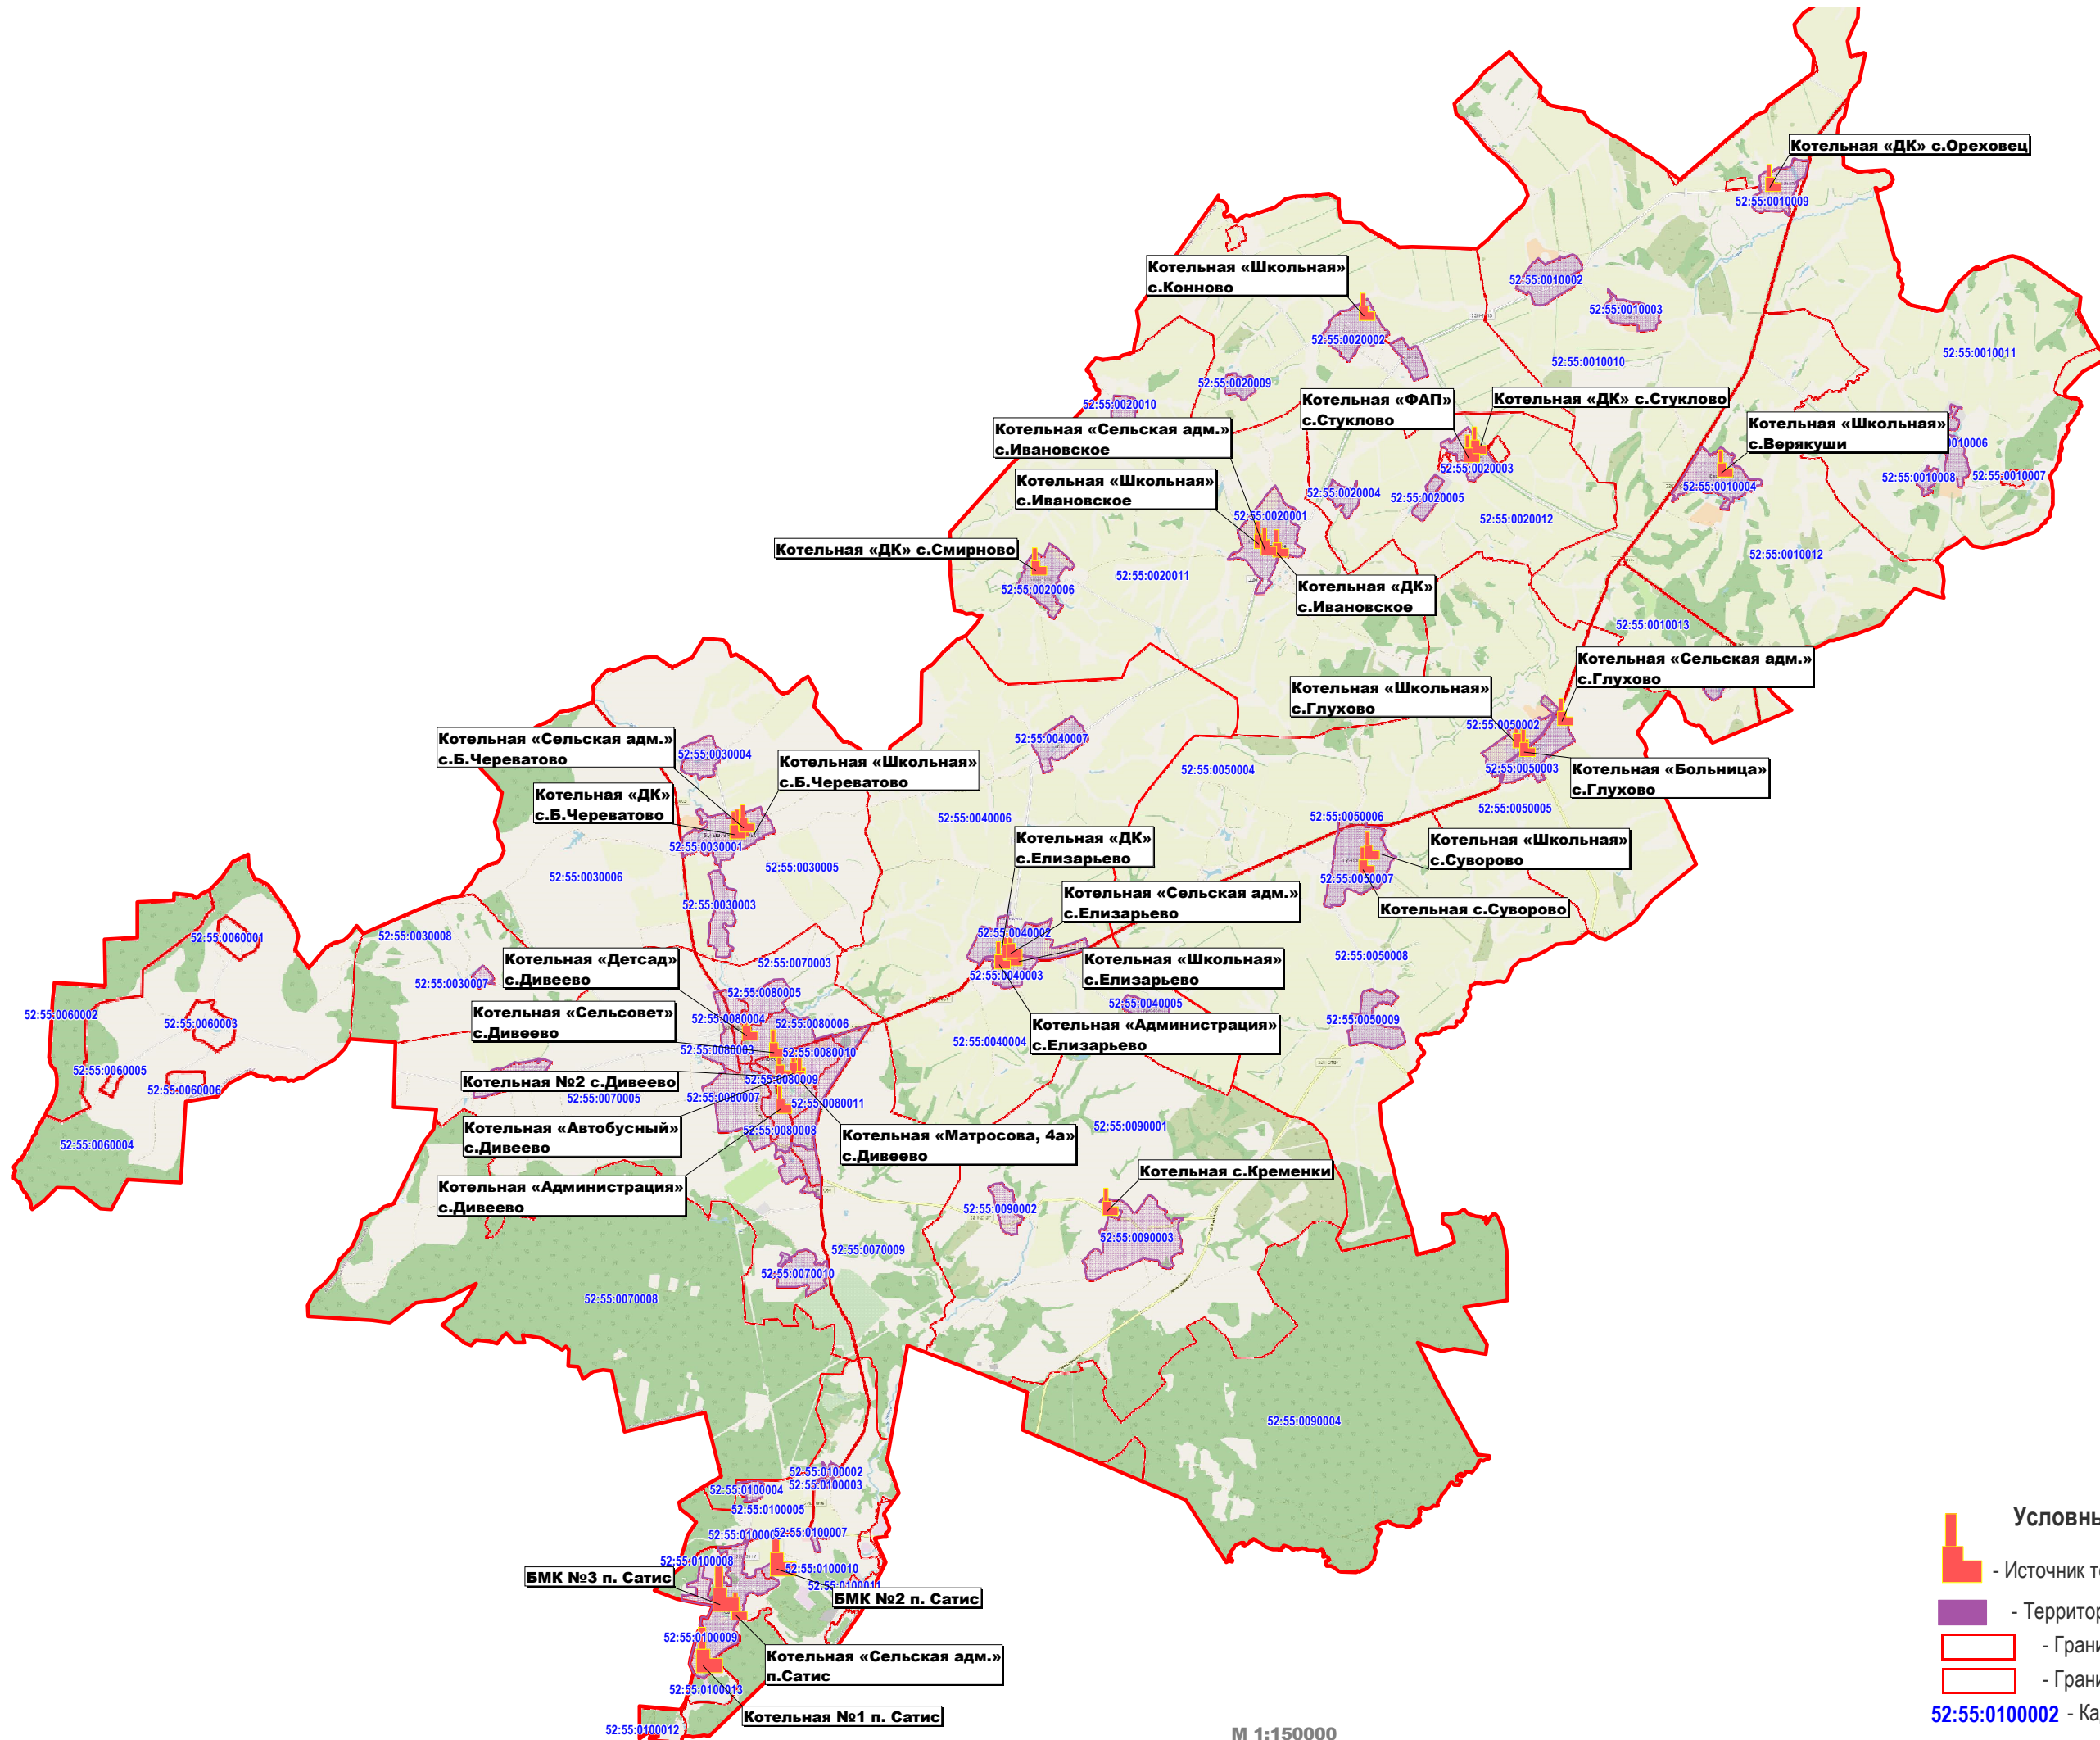 Котельная «ДК» с.Ореховец
52:55:0010009
Котельная «Школьная»
с.Конново
52:55:0010002
52:55:0010003
52:55:0020002
52:55:0010011
52:55:0010010
52:55:0020009
52:55:0020010
Котельная «ФАП»
с.Стуклово
Котельная «ДК» с.Стуклово
Котельная «Сельская адм.»
с.Ивановское
Котельная «Школьная»
с.Верякуши
010006
52:55:0020003
52:55:0010008
52:55:0010007
52:55:0010004
Котельная «Школьная»
с.Ивановское
52:55:0020004
52:55:0020005
52:55:0020001
52:55:0020012
Котельная «ДК» с.Смирново
52:55:0010012
52:55:0020011
52:55:0020006
Котельная «ДК»
с.Ивановское
52:55:0010013
Котельная «Сельская адм.»
с.Глухово
Котельная «Школьная»
с.Глухово
52:55:0050002
Котельная «Сельская адм.»
с.Б.Череватово
52:55:0030004
52:55:0040007
Котельная «Школьная»
с.Б.Череватово
52:55:0050004
52:55:0050003
Котельная «Больница»
с.Глухово
Котельная «ДК»
с.Б.Череватово
52:55:0050005
52:55:0040006
52:55:0050006
52:55:0030001
Котельная «ДК»
с.Елизарьево
Котельная «Школьная»
с.Суворово
52:55:0030006
52:55:0030005
52:55:0050007
52:55:0030003
Котельная «Сельская адм.»
с.Елизарьево
Котельная с.Суворово
52:55:0060001
52:55:0030008
52:55:0040002
52:55:0050008
Котельная «Детсад»
с.Дивеево
52:55:0070003
Котельная «Школьная»
с.Елизарьево
52:55:0040003
52:55:0030007
52:55:0080005
52:55:0040005
52:55:0060002
52:55:0060003
Котельная «Сельсовет»
с.Дивеево
52:55:0080004
52:55:0080006
52:55:0050009
Котельная «Администрация»
с.Елизарьево
52:55:0040004
52:55:0080003
52:55:0080010
52:55:0060005
52:55:0060006
Котельная №2 с.Дивеево
52:55:0080009
52:55:0070005
52:55:0080007
52:55:0080011
Котельная «Автобусный»
с.Дивеево
52:55:0080008
Котельная «Матросова, 4а»
с.Дивеево
52:55:0090001
52:55:0060004
Котельная с.Кременки
Котельная «Администрация»
с.Дивеево
52:55:0090002
52:55:0090003
52:55:0070009
52:55:0070010
52:55:0070008
52:55:0090004
52:55:0100002
52:55:0100003
52:55:0100004
52:55:0100005
52:55:0100007
52:55:0100008
52:55:0100010
52:55:0100011
БМК №3 п. Сатис
БМК №2 п. Сатис
52:55:0100009
Котельная «Сельская адм.»
п.Сатис
52:55:0100013
Котельная №1 п. Сатис
52:55:0100012
М 1:150000
Условны
- Источник те
- Территор
- Грани
- Грани
52:55:0100002 - Ка